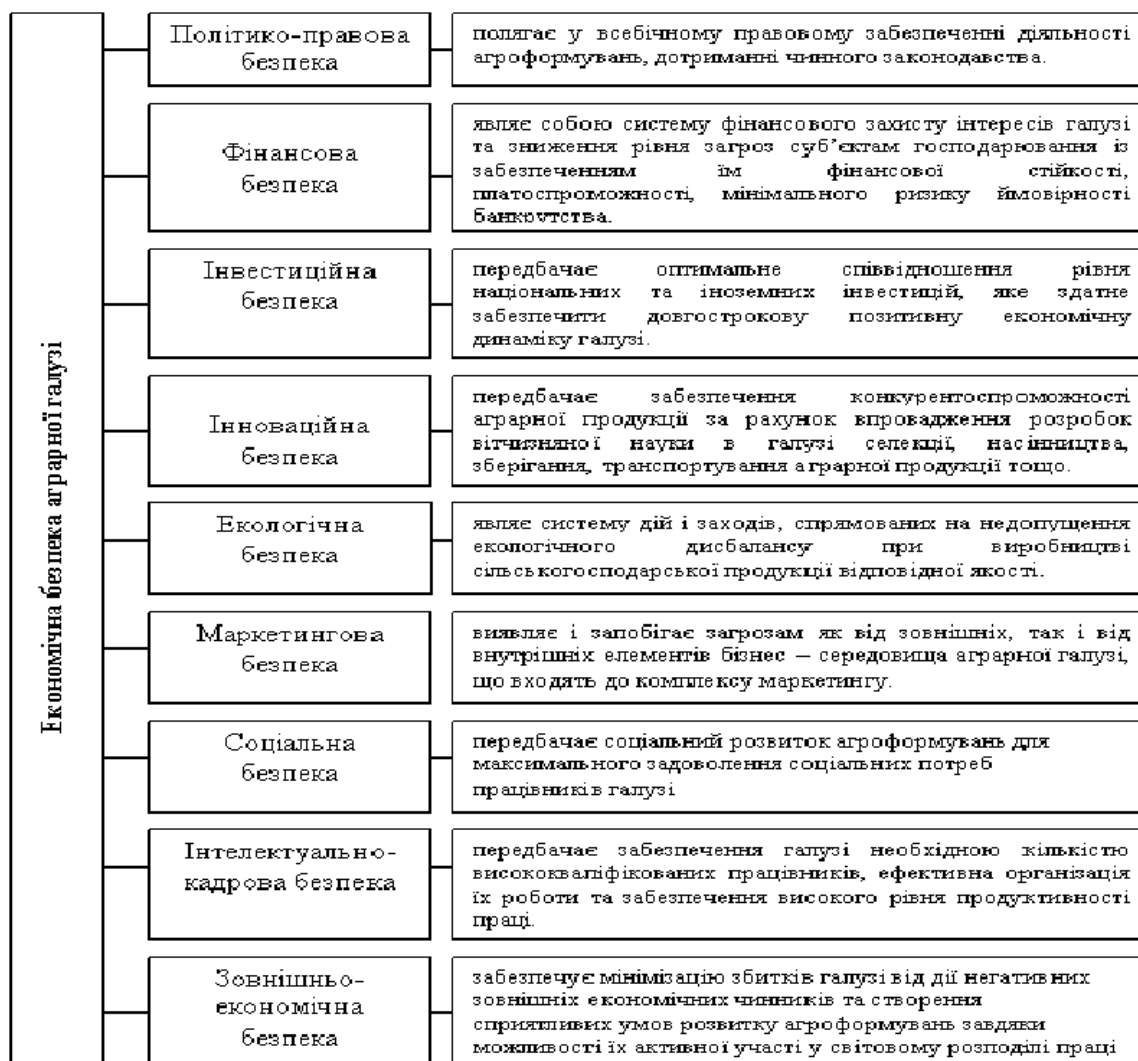 Економічна безпека аграрної галузі
Політико-правова
безпека
полягає у всебічному правовому забезпеченні діяльності
агроформувань, дотриманні чинного законодавства.
Фінансова
безпека
являє собою систему фінансового захисту інтересів галузі
та зниження рівня загроз суб’єктам господарювання із
забезпеченням їм фінансової стійкості,
платоспроможності, мінімального ризику ймовірності
банкрутства.
Інвестиційна
безпека
передбачає оптимальне співвідношення рівня
національних та іноземних інвестицій, яке здатне
забезпечити довгострокову позитивну економічну
динаміку галузі.
Інноваційна
безпека
передбачає забезпечення конкурентоспроможності
аграрної продукції за рахунок впровадження розробок
вітчизняної науки в галузі селекції, насінництва,
зберігання, транспортування аграрної продукції тощо.
Екологічна
безпека
являє систему дій і заходів, спрямованих на недопущення
екологічного дисбалансу при виробництві
сільськогосподарської продукції відповідної якості.
Маркетингова
безпека
виявляє і запобігає загрозам як від зовнішніх, так і від
внутрішніх елементів бізнес – середовища аграрної галузі,
що входять до комплексу маркетингу.
Соціальна
безпека
передбачає соціальний розвиток агроформувань для
максимального задоволення соціальних потреб
працівників галузі
Інтелектуально-
кадрова безпека
передбачає забезпечення галузі необхідною кількістю
висококваліфікованих працівників, ефективна організація
їх роботи та забезпечення високого рівня продуктивності
праці.
Зовнішньо-
економічна
безпека
забезпечує мінімізацію збитків галузі від дії негативних
зовнішніх економічних чинників та створення
сприятливих умов розвитку агроформувань завдяки
можливості їх активної участі у світовому розподілі праці